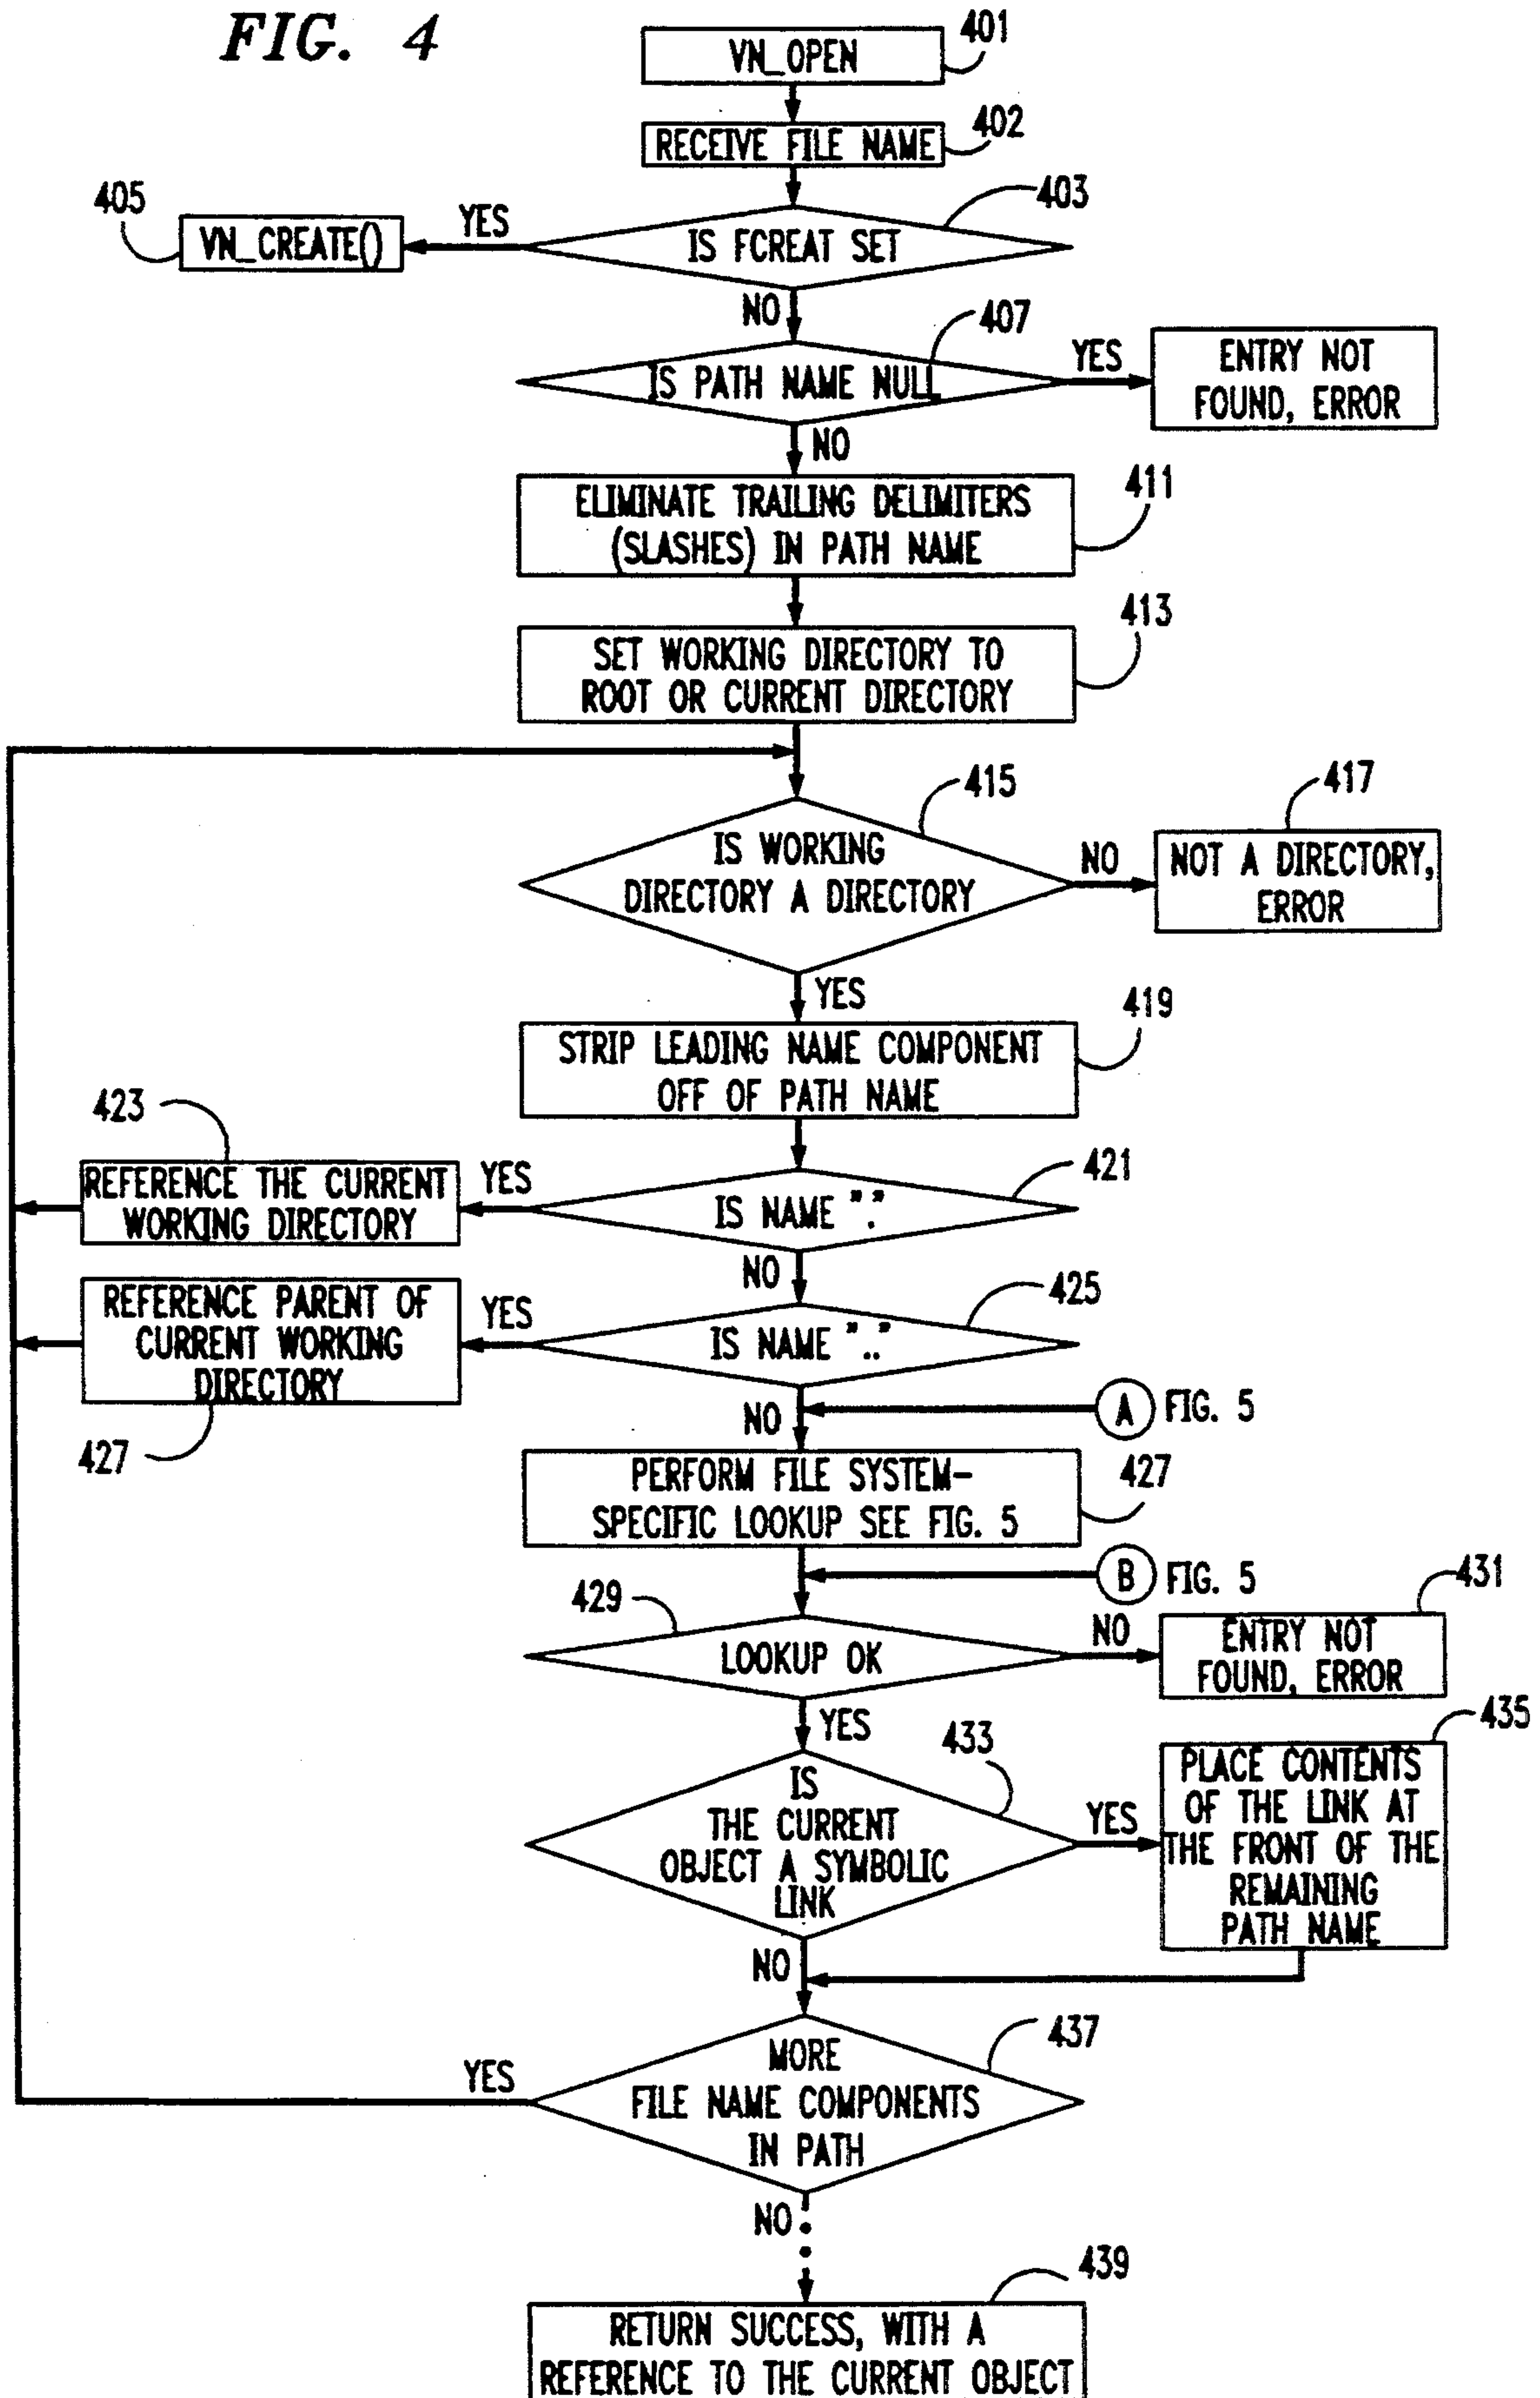 FIG. 4
VN_OPEN
401
RECEIVE FILE NAME
402
403
405
VN_CREATE()
YES
IS FCREAT SET
NO
407
IS PATH NAME NULL
YES
ENTRY NOT
FOUND, ERROR
NO
ELIMINATE TRAILING DELIMITERS
(SLASHES) IN PATH NAME
411
SET WORKING DIRECTORY TO
ROOT OR CURRENT DIRECTORY
413
415
417
IS WORKING
DIRECTORY A DIRECTORY
NO
NOT A DIRECTORY,
ERROR
YES
STRIP LEADING NAME COMPONENT
OFF OF PATH NAME
419
423
REFERENCE THE CURRENT
WORKING DIRECTORY
YES
IS NAME "."
421
NO
REFERENCE PARENT OF
CURRENT WORKING
DIRECTORY
427
YES
IS NAME ".."
425
NO
A
FIG. 5
PERFORM FILE SYSTEM-
SPECIFIC LOOKUP SEE FIG. 5
427
B
FIG. 5
429
LOOKUP OK
NO
431
ENTRY NOT
FOUND, ERROR
YES
433
IS
THE CURRENT
OBJECT A SYMBOLIC
LINK
YES
435
PLACE CONTENTS
OF THE LINK AT
THE FRONT OF THE
REMAINING
PATH NAME
NO
437
MORE
FILE NAME COMPONENTS
IN PATH
YES
NO
439
RETURN SUCCESS, WITH A
REFERENCE TO THE CURRENT OBJECT